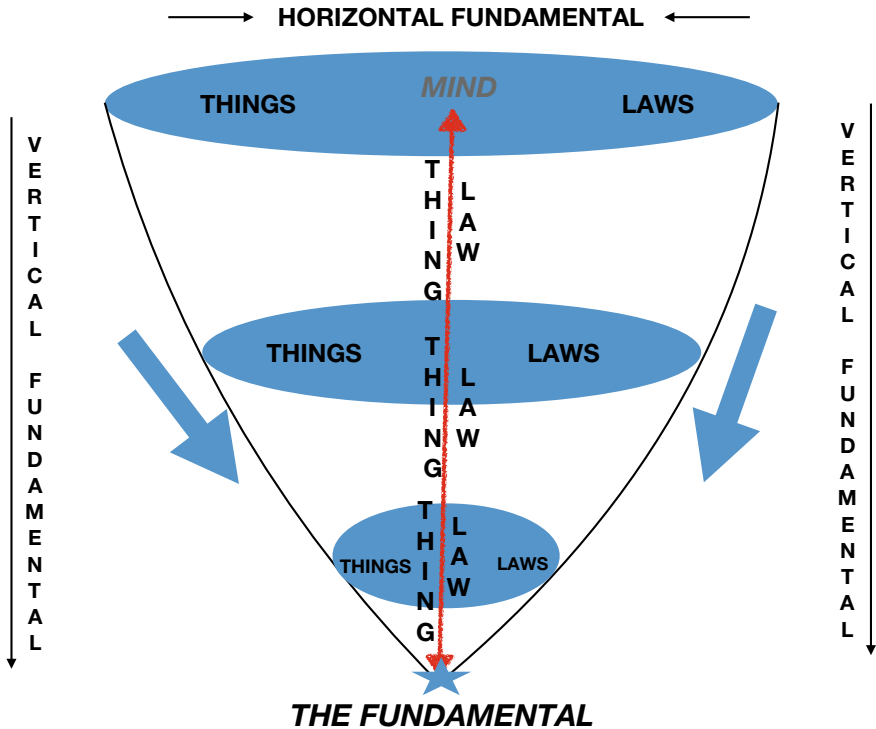 HORIZONTAL FUNDAMENTAL
MIND
THINGS LAWS
VERTICAL FUNDAMENTAL
THING LAW
THINGS LAWS
THING LAW
THINGS LAWS
THING LAW
VERTICAL FUNDAMENTAL
THE FUNDAMENTAL